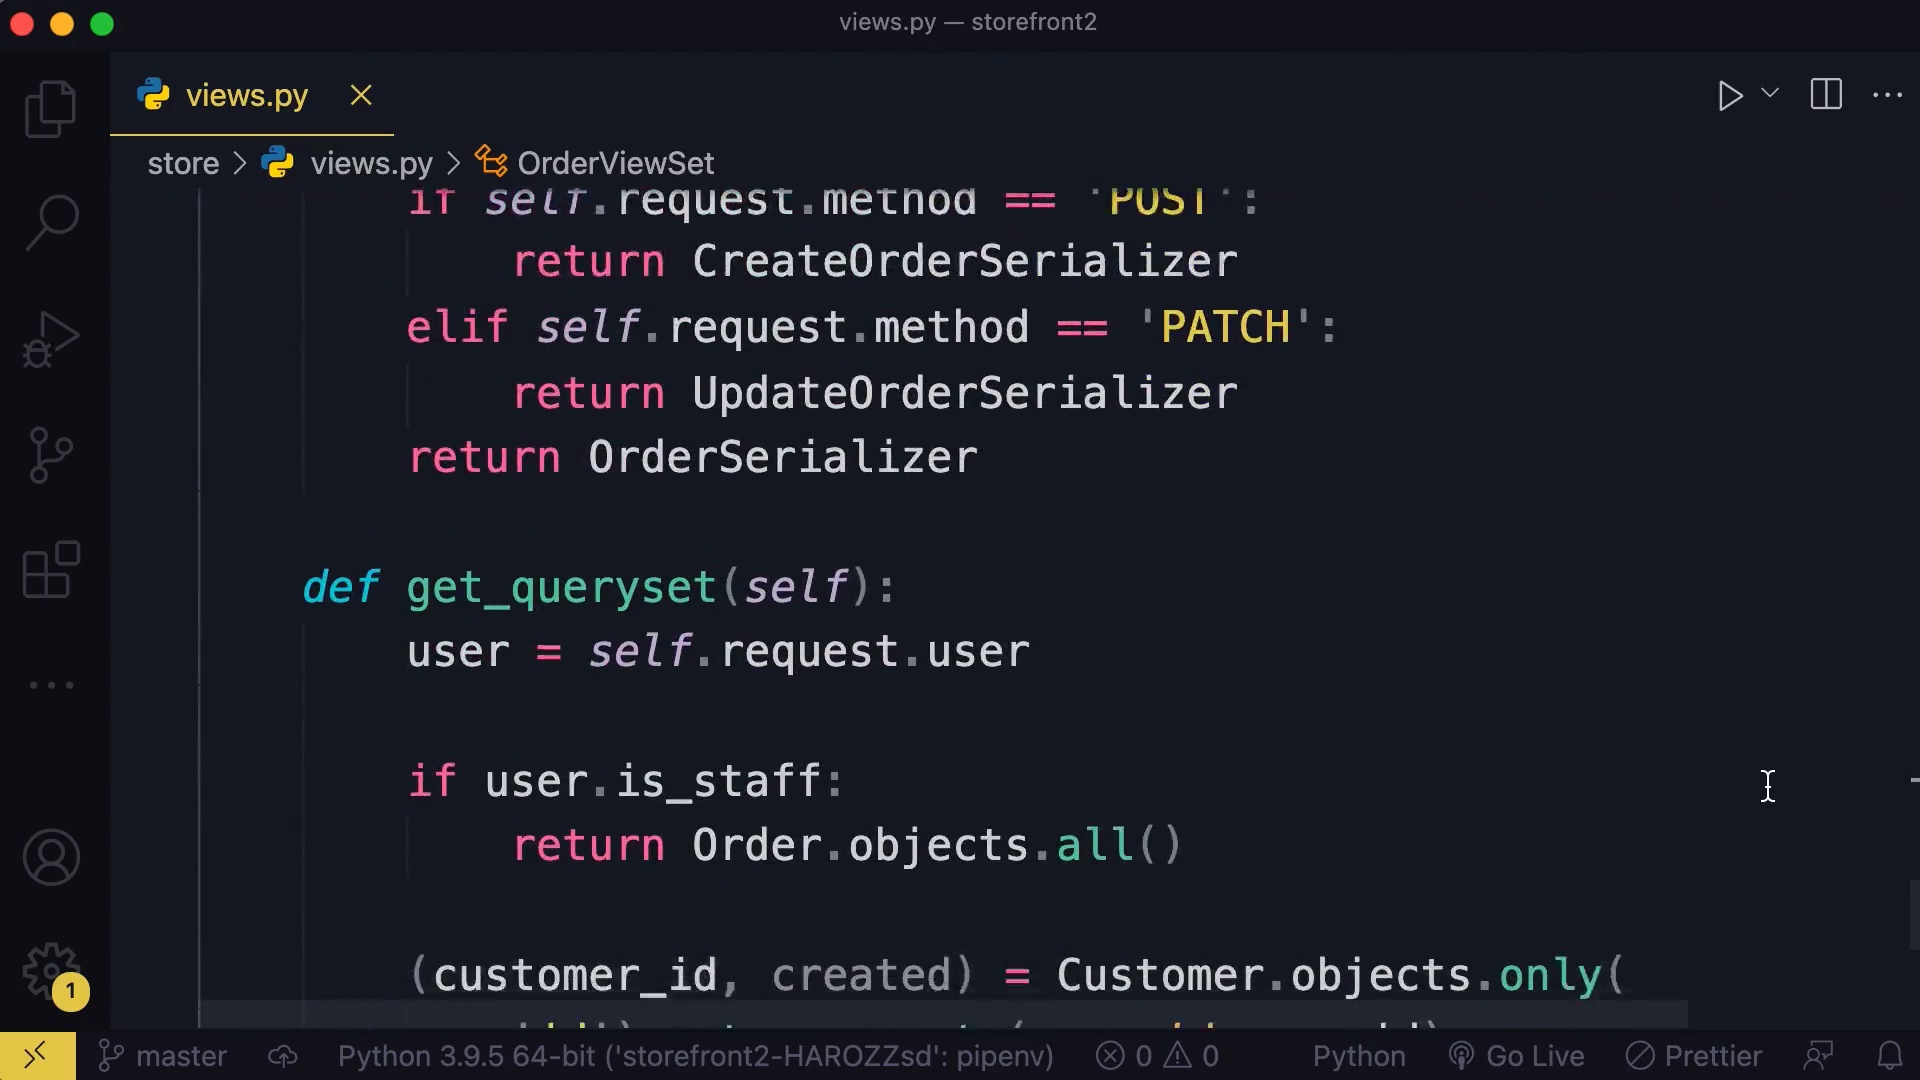 views.py — storefront2
views.py
store > views.py > OrderViewSet
if self.request.method == 'POST':
return CreateOrderSerializer
elif self.request.method == 'PATCH':
return UpdateOrderSerializer
return OrderSerializer
def get_queryset(self):
user = self.request.user
if user.is_staff:
return Order.objects.all()
(customer_id, created) = Customer.objects.only(
1
master
Python 3.9.5 64-bit ('storefront2-HAROZZsd': pipenv)
0
0
Python
Go Live
Prettier